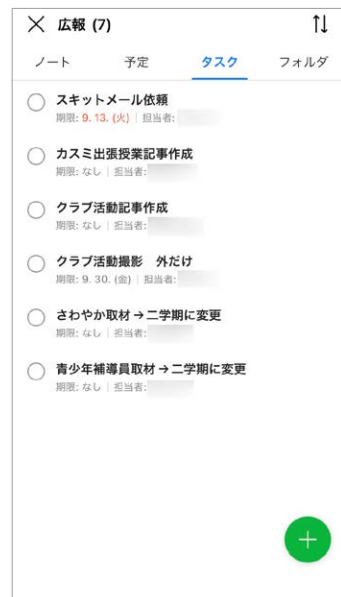 広報 (7)
ノート 予定 タスク フォルダ
スキットメール依頼
期限: 9. 13. (火) | 担当者:
カスミ出張授業記事作成
期限: なし | 担当者:
クラブ活動記事作成
期限: なし | 担当者:
クラブ活動撮影 外だけ
期限: 9. 30. (金) | 担当者:
さわやか取材→二学期に変更
期限: なし | 担当者:
青少年補導員取材→二学期に変更
期限: なし | 担当者: